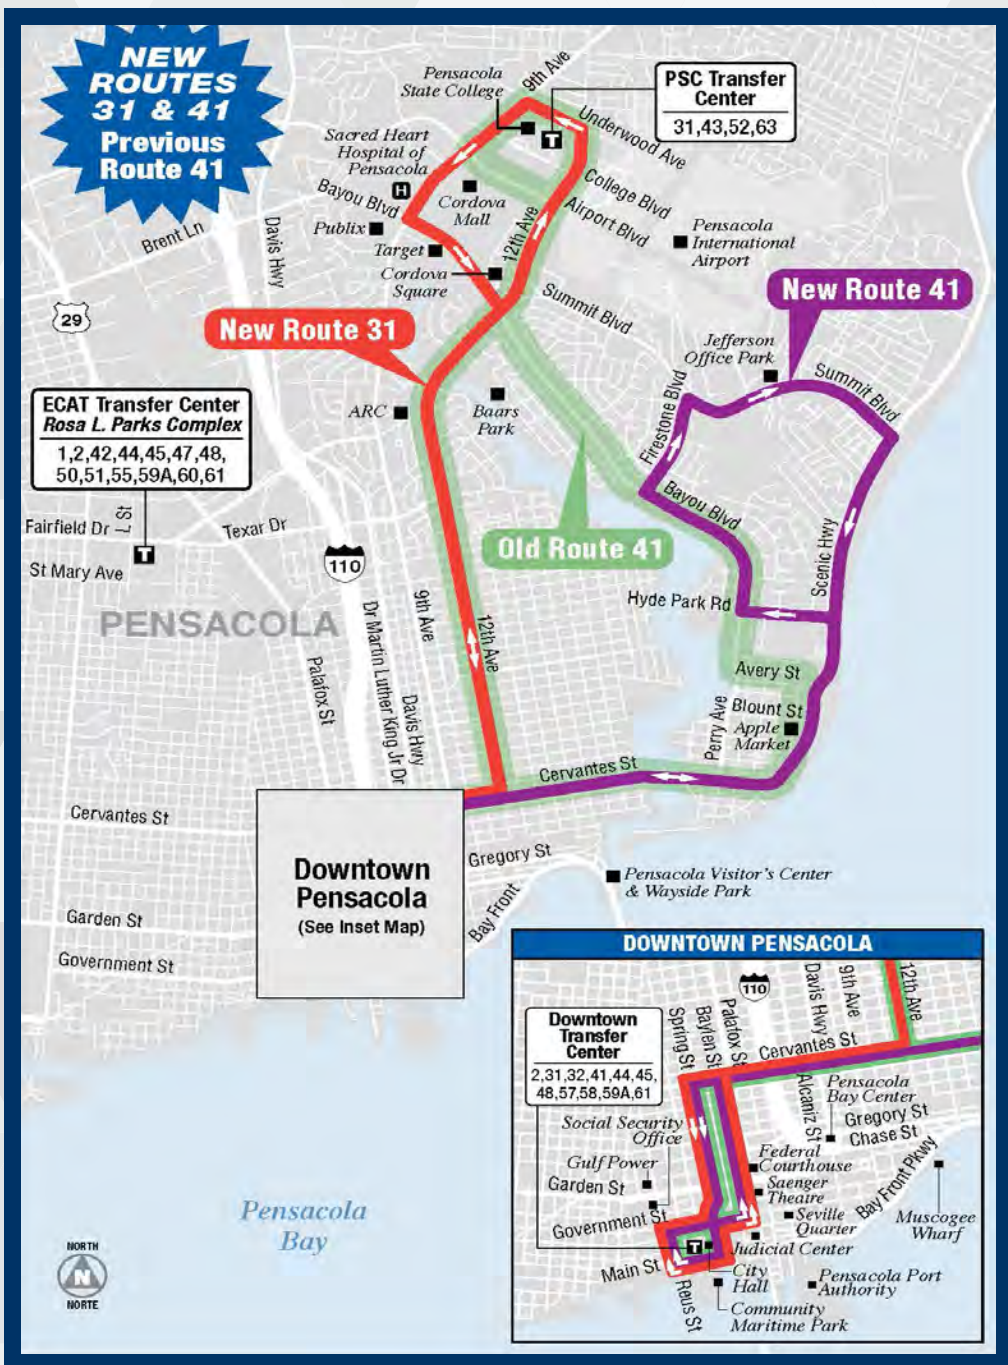 NEW
ROUTES
31 & 41
Previous
Route 41
Pensacola
State College
9th Ave
PSC Transfer
Center
31,43,52,63
T
Underwood Ave
Sacred Heart
Hospital of
Pensacola
H
Bayou Blvd
Cordova
Mall
College Blvd
Airport Blvd
12th Ave
Publix
Brent Ln
Davis Hwy
Target
Cordova
Square
Pensacola
International
Airport
Summit Blvd
New Route 41
29
New Route 31
Jefferson
Office Park
Summit Blvd
Firestone Blvd
ECAT Transfer Center
Rosa L. Parks Complex
1,2,42,44,45,47,48,
50,51,55,59A,60,61
ARC
Baars
Park
Bayou Blvd
Fairfield Dr
L St
Texar Dr
T
St Mary Ave
110
Old Route 41
Scenic Hwy
Hyde Park Rd
PENSACOLA
9th Ave
12th Ave
Dr Martin Luther King Jr Dr
Davis Hwy
Palafox St
Avery St
Blount St
Perry Ave
Apple
Market
Cervantes St
Cervantes St
Downtown
Pensacola
(See Inset Map)
Gregory St
Bay Front
Pensacola Visitor's Center
& Wayside Park
Garden St
Government St
DOWNTOWN PENSACOLA
110
Davis Hwy
9th Ave
12th Ave
Spring St
Baylen St
Palafox St
Cervantes St
Downtown
Transfer
Center
2,31,32,41,44,45,
48,57,58,59A,61
Alcaniz St
Pensacola
Bay Center
Gregory St
Chase St
Social Security
Office
Gulf Power
Garden St
Federal
Courthouse
Saenger
Theaire
Bay Front Pkwy
Seville
Quarter
Muscogee
Wharf
Government St
T
Judicial Center
Main St
City
Hall
Reus St
Pensacola Port
Authority
Community
Maritime Park
Pensacola
Bay
NORTH
N
NORTE